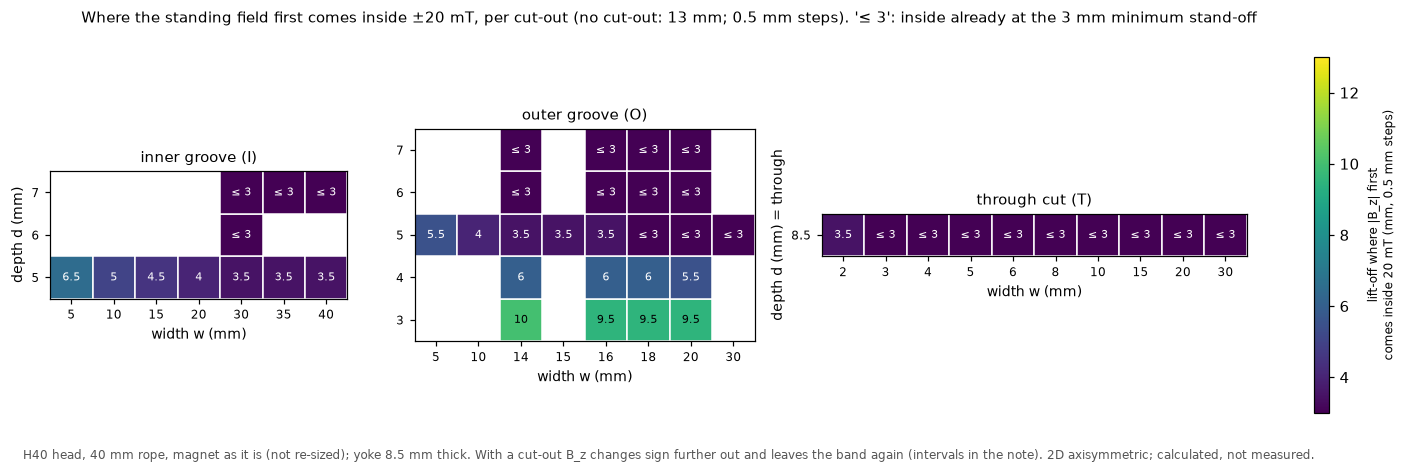 Where the standing field first comes inside ±20 mT, per cut-out (no cut-out: 13 mm; 0.5 mm steps). '≤ 3': inside already at the 3 mm minimum stand-off
inner groove (I)
depth d (mm)
7 ≤ 3 ≤ 3 ≤ 3
6 ≤ 3
5 6.5 5 4.5 4 3.5 3.5 3.5
5 10 15 20 30 35 40
width w (mm)
outer groove (O)
7 ≤ 3 ≤ 3 ≤ 3 ≤ 3
6 ≤ 3 ≤ 3 ≤ 3 ≤ 3
5 5.5 4 3.5 3.5 3.5 ≤ 3 ≤ 3 ≤ 3
4 6 6 6 5.5
3 10 9.5 9.5 9.5
5 10 14 15 16 18 20 30
width w (mm)
through cut (T)
depth d (mm) = through
8.5 3.5 ≤ 3 ≤ 3 ≤ 3 ≤ 3 ≤ 3 ≤ 3 ≤ 3 ≤ 3 ≤ 3
2 3 4 5 6 8 10 15 20 30
width w (mm)
12
10
8
6
4
lift-off where |B_z| first
comes inside 20 mT (mm, 0.5 mm steps)
H40 head, 40 mm rope, magnet as it is (not re-sized); yoke 8.5 mm thick. With a cut-out B_z changes sign further out and leaves the band again (intervals in the note). 2D axisymmetric; calculated, not measured.